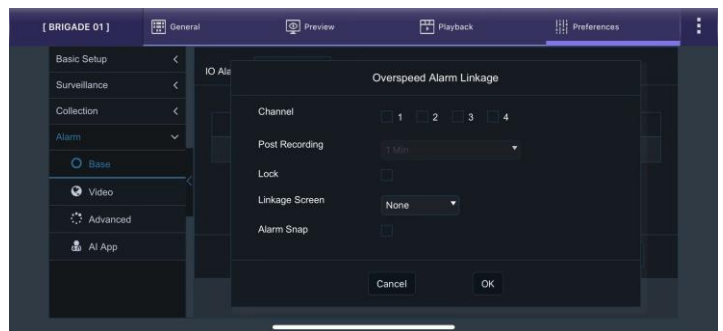 [ BRIGADE 01 ] General Preview Playback Preferences
Basic Setup
Surveillance
Collection
Alarm
Base
Video
Advanced
AI App
IO Ala
Overspeed Alarm Linkage
Channel 1 2 3 4
Post Recording 1 Min
Lock
Linkage Screen None
Alarm Snap
Cancel OK